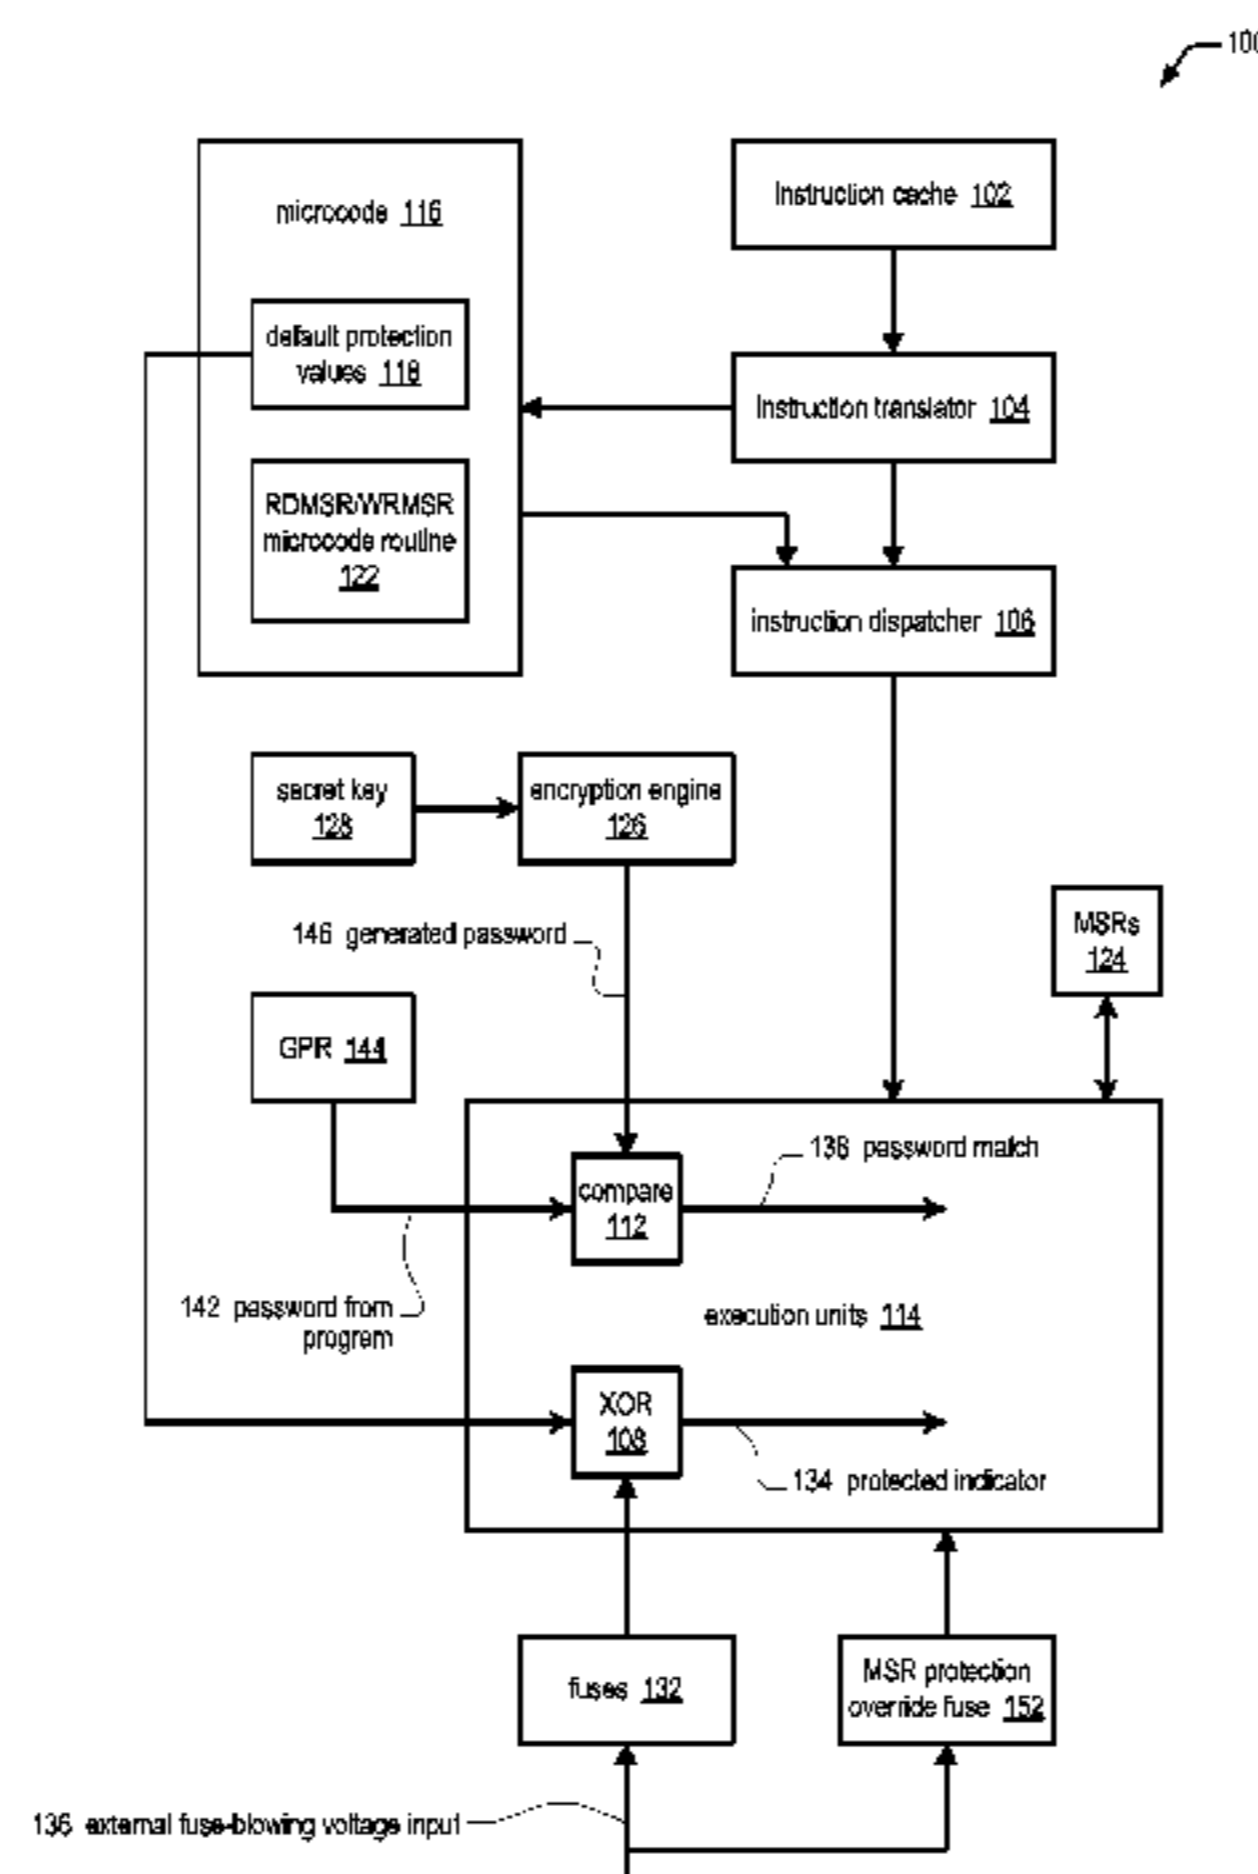 100
microcode 116
Instruction cache 102
default protection
values 118
Instruction translator 104
RDMSR/WRMSR
microcode routine
122
instruction dispatcher 106
secret key
128
encryption engine
126
146 generated password
MSRs
124
GPR 144
138 password match
compare
112
142 password from
program
execution units 114
XOR
108
134 protected indicator
fuses 132
MSR protection
override fuse 152
136 external fuse-blowing voltage input